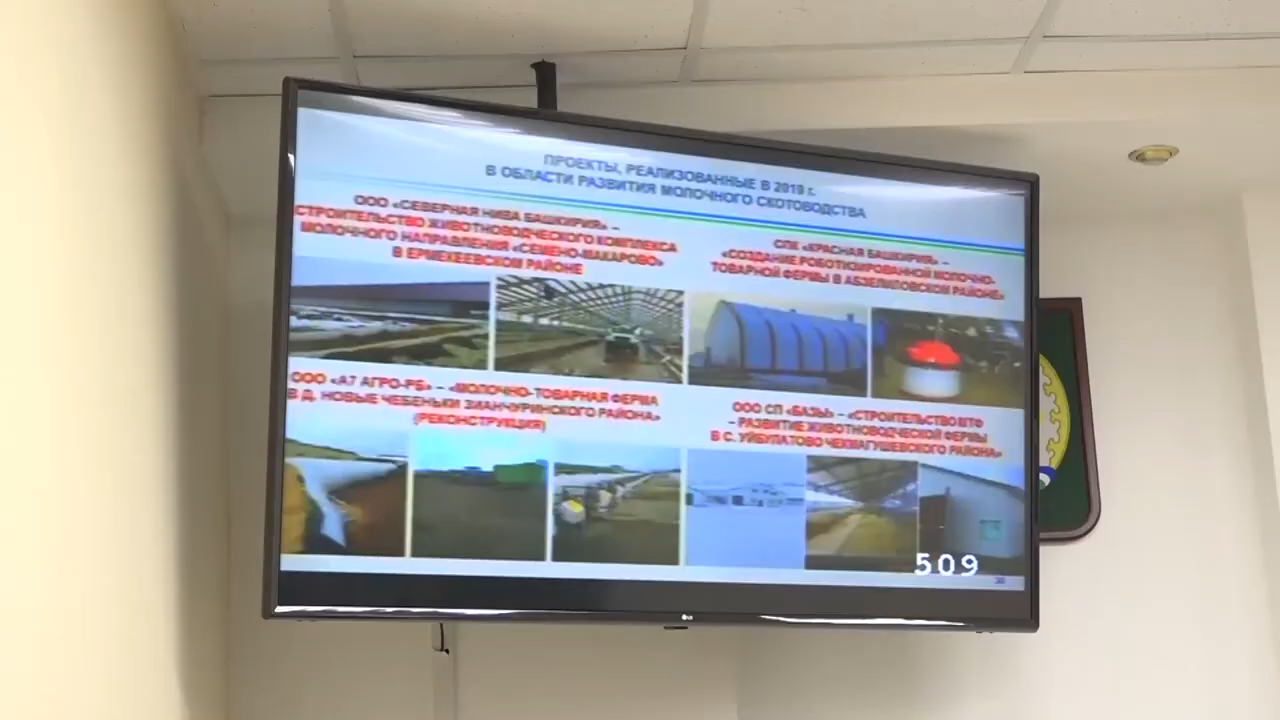 ПРОЕКТЫ, РЕАЛИЗОВАННЫЕ В 2019 г.
В ОБЛАСТИ РАЗВИТИЯ МОЛОЧНОГО СКОТОВОДСТВА
ООО «СЕВЕРНАЯ НИВА БАШКИРИЯ» –
«СТРОИТЕЛЬСТВО ЖИВОТНОВОДЧЕСКОГО КОМПЛЕКСА
МОЛОЧНОГО НАПРАВЛЕНИЯ «СЕМЕНО-МАКАРОВО»
В ЕРМЕКЕЕВСКОМ РАЙОНЕ
СПК «КРАСНАЯ БАШКИРИЯ» –
«СОЗДАНИЕ РОБОТИЗИРОВАННОЙ МОЛОЧНО-
ТОВАРНОЙ ФЕРМЫ В АБЗЕЛИЛОВСКОМ РАЙОНЕ»
ООО «А7 АГРО-РБ» – «МОЛОЧНО-ТОВАРНАЯ ФЕРМА
В Д. НОВЫЕ ЧЕБЕНЬКИ ЗИАНЧУРИНСКОГО РАЙОНА»
(РЕКОНСТРУКЦИЯ)
ООО СП «БАЗЫ» – «СТРОИТЕЛЬСТВО МТФ
– РАЗВИТИЕ ЖИВОТНОВОДЧЕСКОЙ ФЕРМЫ
В С. УЙБУЛАТОВО ЧЕКМАГУШЕВСКОГО РАЙОНА»
509
LG